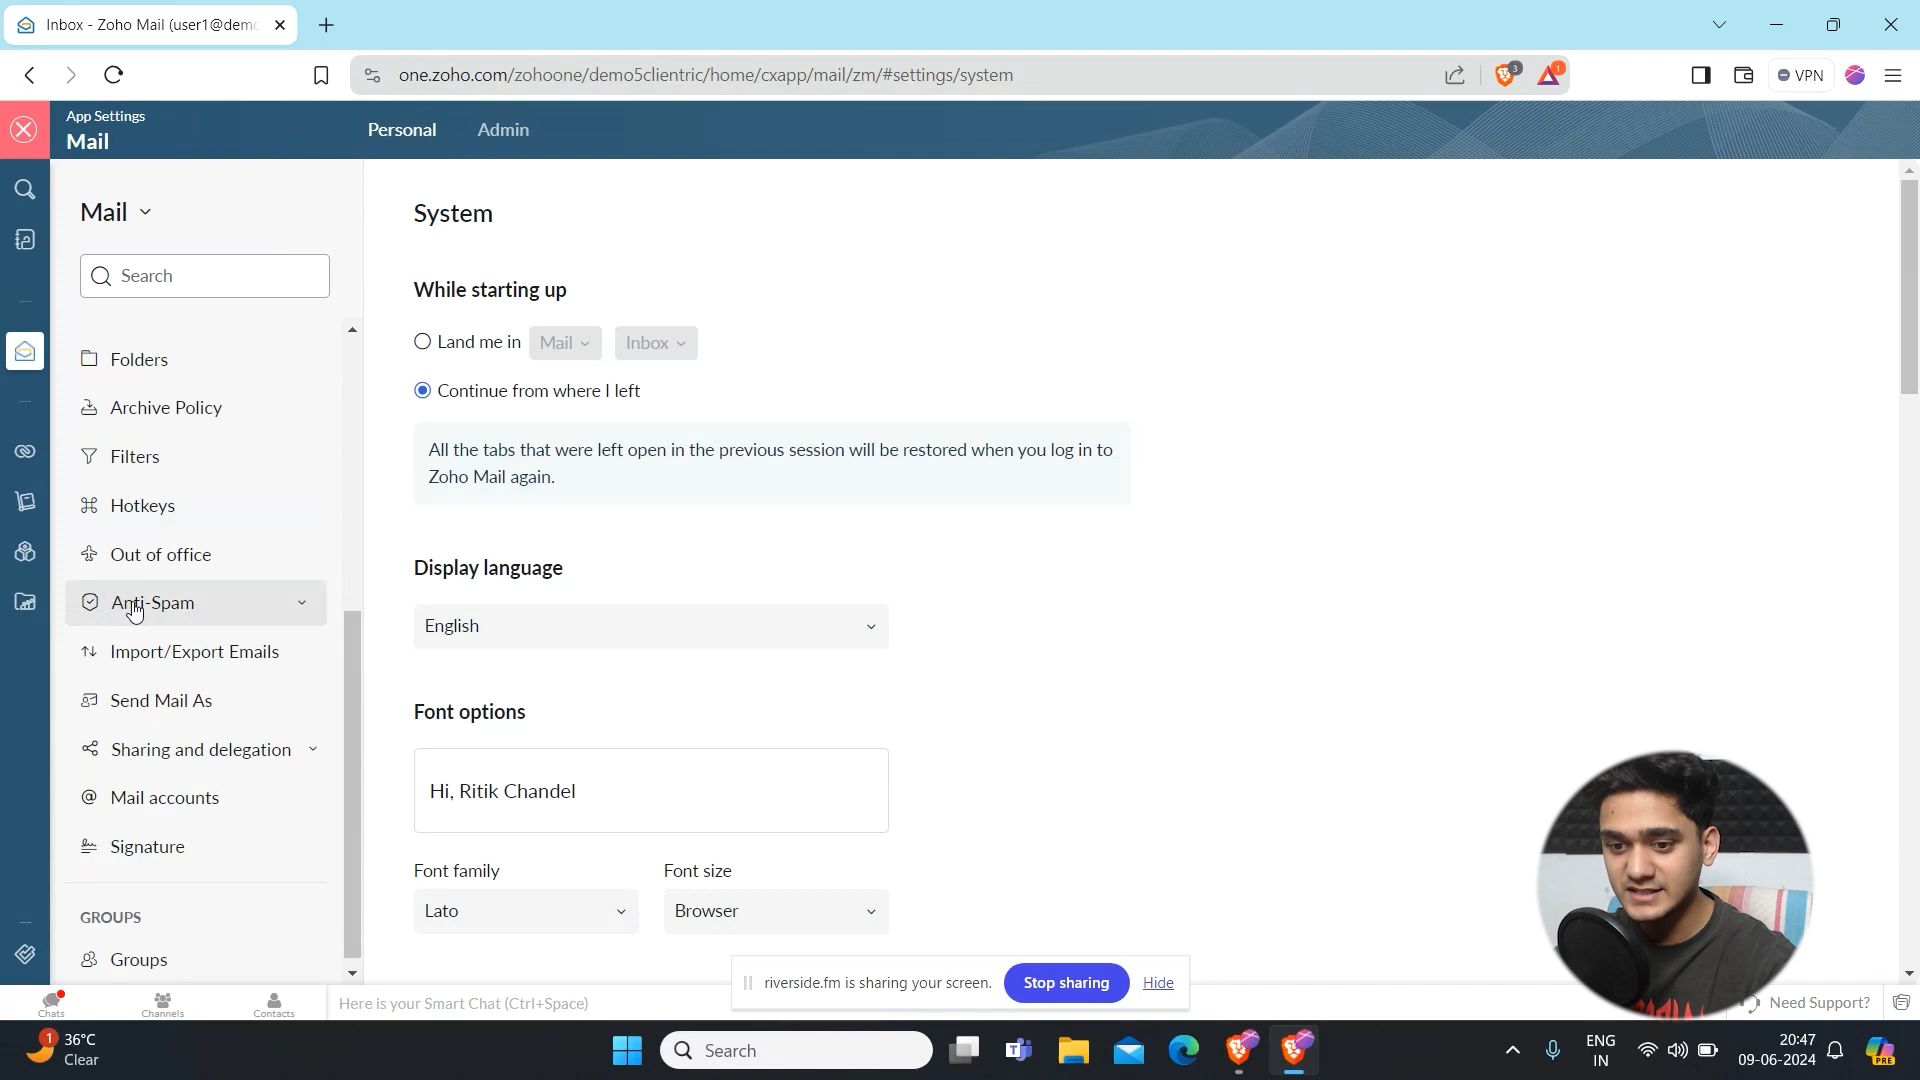 Inbox - Zoho Mail (user1@demo
one.zoho.com/zohoone/demo5clientric/home/cxapp/mail/zm/#settings/system
3
1
VPN
App Settings
Mail
Personal
Admin
Mail
Search
Folders
Archive Policy
Filters
Hotkeys
Out of office
Anti-Spam
Import/Export Emails
Send Mail As
Sharing and delegation
Mail accounts
Signature
GROUPS
Groups
System
While starting up
Land me in Mail Inbox
Continue from where I left
All the tabs that were left open in the previous session will be restored when you log in to
Zoho Mail again.
Display language
English
Font options
Hi, Ritik Chandel
Font family Font size
Lato Browser
riverside.fm is sharing your screen. Stop sharing Hide
Chats Channels Contacts
Here is your Smart Chat (Ctrl+Space)
Need Support?
1
36°C
Clear
Search
ENG
IN
20:47
09-06-2024
PRE